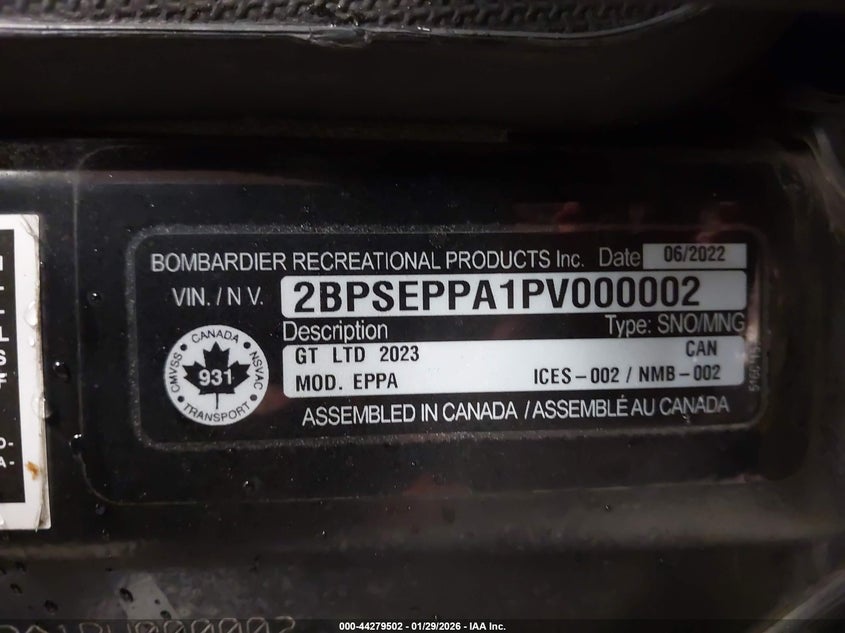 BOMBARDIER RECREATIONAL PRODUCTS Inc. Date 06/2022
VIN. / N V. 2BPSEPPA1PV000002
Description Type: SNO/MNG
GT LTD 2023 CAN
MOD. EPPA ICES-002 / NMB-002
CANADA
CMVSS 931 NSVAC
TRANSPORT
ASSEMBLED IN CANADA / ASSEMBLÉ AU CANADA
L
S
F
O-
A-
PV000002
000-44279502 - 01/29/2026 - IAA Inc.